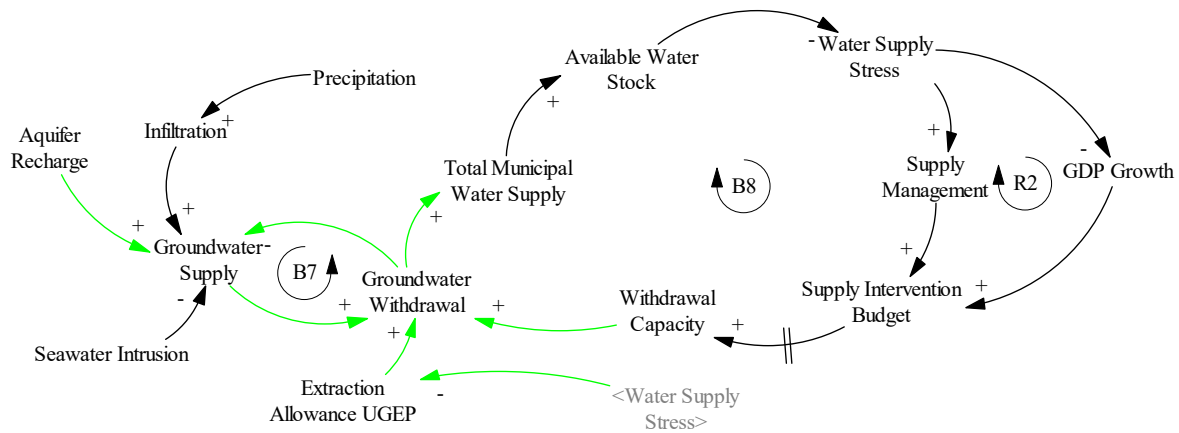 Available Water
Stock
-
Water Supply
Stress
Precipitation
+
Infiltration
+
Aquifer
Recharge
+
+
Total Municipal
Water Supply
+
+
Supply
Management
-
GDP Growth
B8
R2
+
+
Groundwater
Supply
-
B7
Groundwater
Withdrawal
+
Supply Intervention
Budget
+
Withdrawal
Capacity
+
-
+
+
+
Seawater Intrusion
Extraction
Allowance UGEP
-
<Water Supply
Stress>